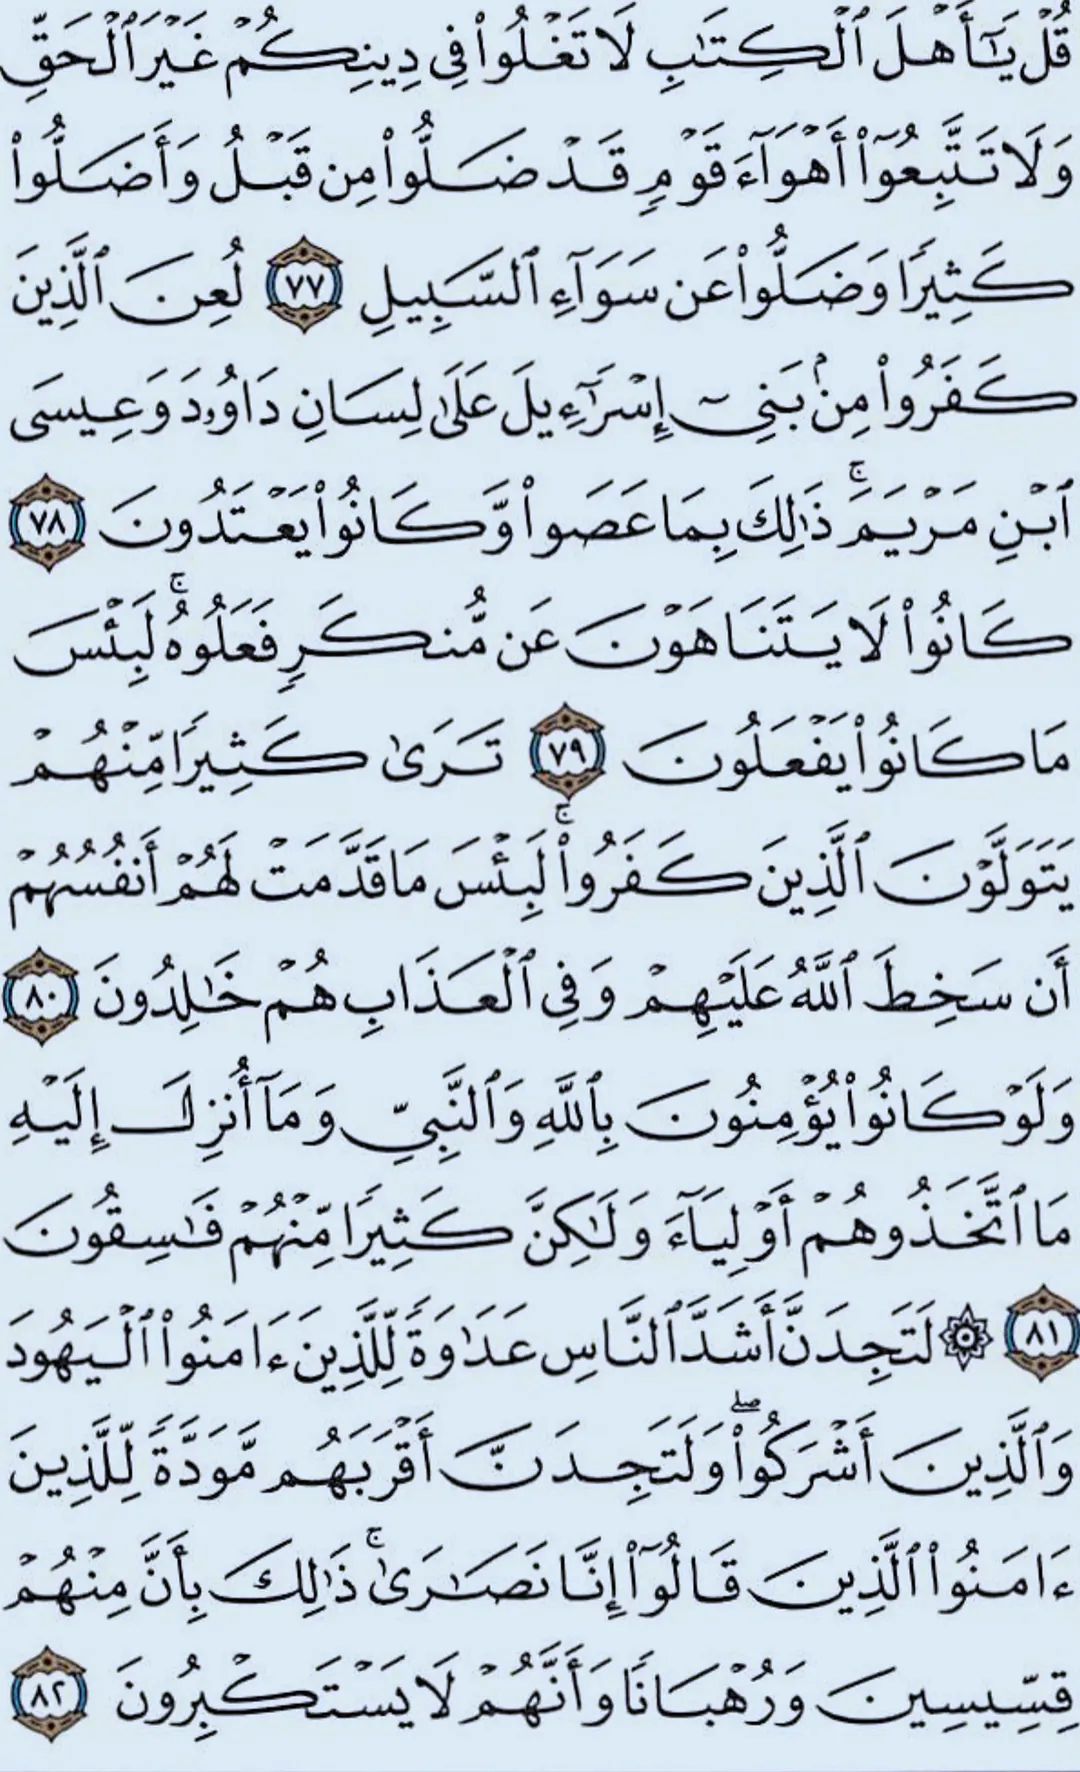 قُلْ يَـٰٓأَهْلَ ٱلْكِتَـٰبِ لَا تَغْلُوا۟ فِى دِينِكُمْ غَيْرَ ٱلْحَقِّ
وَلَا تَتَّبِعُوٓا۟ أَهْوَآءَ قَوْمٍ قَدْ ضَلُّوا۟ مِن قَبْلُ وَأَضَلُّوا۟
كَثِيرًا وَضَلُّوا۟ عَن سَوَآءِ ٱلسَّبِيلِ ٧٧ لُعِنَ ٱلَّذِينَ
كَفَرُوا۟ مِنۢ بَنِىٓ إِسْرَٰٓءِيلَ عَلَىٰ لِسَانِ دَاوُۥدَ وَعِيسَى
ٱبْنِ مَرْيَمَ ۚ ذَٰلِكَ بِمَا عَصَوا۟ وَّكَانُوا۟ يَعْتَدُونَ ٧٨
كَانُوا۟ لَا يَتَنَاهَوْنَ عَن مُّنكَرٍ فَعَلُوهُ ۚ لَبِئْسَ
مَا كَانُوا۟ يَفْعَلُونَ ٧٩ تَرَىٰ كَثِيرًا مِّنْهُمْ
يَتَوَلَّوْنَ ٱلَّذِينَ كَفَرُوا۟ ۚ لَبِئْسَ مَا قَدَّمَتْ لَهُمْ أَنفُسُهُمْ
أَن سَخِطَ ٱللَّهُ عَلَيْهِمْ وَفِى ٱلْعَذَابِ هُمْ خَـٰلِدُونَ ٨٠
وَلَوْ كَانُوا۟ يُؤْمِنُونَ بِٱللَّهِ وَٱلنَّبِىِّ وَمَآ أُنزِلَ إِلَيْهِ
مَا ٱتَّخَذُوهُمْ أَوْلِيَآءَ وَلَـٰكِنَّ كَثِيرًا مِّنْهُمْ فَـٰسِقُونَ
٨١ ۞ لَتَجِدَنَّ أَشَدَّ ٱلنَّاسِ عَدَٰوَةً لِّلَّذِينَ ءَامَنُوا۟ ٱلْيَهُودَ
وَٱلَّذِينَ أَشْرَكُوا۟ ۖ وَلَتَجِدَنَّ أَقْرَبَهُم مَّوَدَّةً لِّلَّذِينَ
ءَامَنُوا۟ ٱلَّذِينَ قَالُوٓا۟ إِنَّا نَصَـٰرَىٰ ۚ ذَٰلِكَ بِأَنَّ مِنْهُمْ
قِسِّيسِينَ وَرُهْبَانًا وَأَنَّهُمْ لَا يَسْتَكْبِرُونَ ٨٢